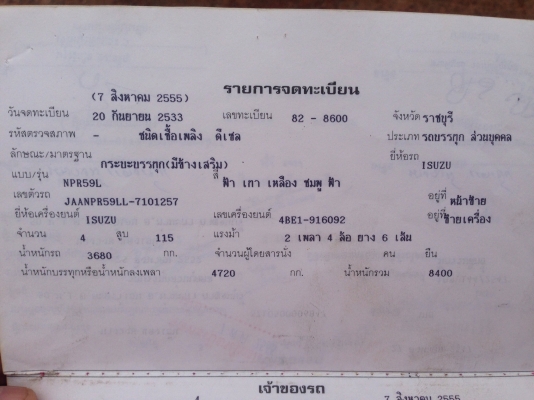 (7 สิงหาคม 2555) รายการจดทะเบียน
วันจดทะเบียน 20 กันยายน 2533 เลขทะเบียน 82 - 8600 จังหวัด ราชบุรี
รหัสตรวจสภาพ - ชนิดเชื้อเพลิง ดีเซล ประเภท รถบรรทุก ส่วนบุคคล
ลักษณะ/มาตรฐาน กระบะบรรทุก(มีข้างเสริม) ยี่ห้อรถ ISUZU
แบบ/รุ่น NPR59L สี ฟ้า เทา เหลือง ชมพู ฟ้า
เลขตัวรถ JAANPR59LL-7101257 อยู่ที่ หน้าซ้าย
ยี่ห้อเครื่องยนต์ ISUZU เลขเครื่องยนต์ 4BE1-916092 อยู่ที่ ซ้ายเครื่อง
จำนวน 4 สูบ 115 แรงม้า 2 เพลา 4 ล้อ ยาง 6 เส้น
น้ำหนักรถ 3680 กก. จำนวนผู้โดยสารนั่ง คน ยืน
น้ำหนักบรรทุกหรือน้ำหนักลงเพลา 4720 กก. น้ำหนักรวม 8400
เจ้าของรถ
7 สิงหาคม 2555